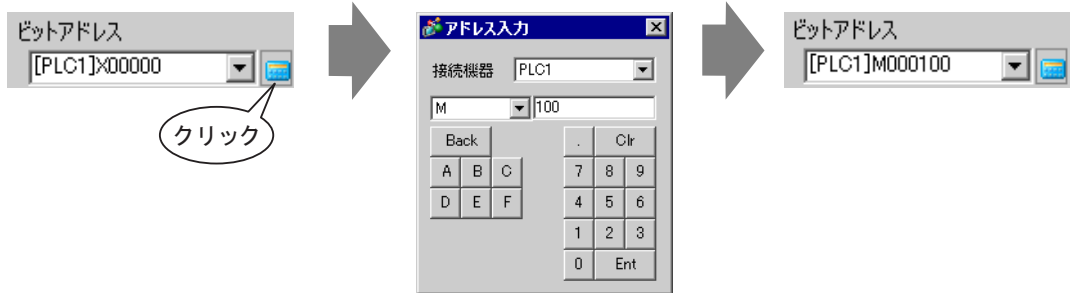 ビットアドレス
[PLC1]X00000
クリック
アドレス入力
接続機器 PLC1
M 100
Back . Clr
A B C 7 8 9
D E F 4 5 6
1 2 3
0 Ent
ビットアドレス
[PLC1]M000100